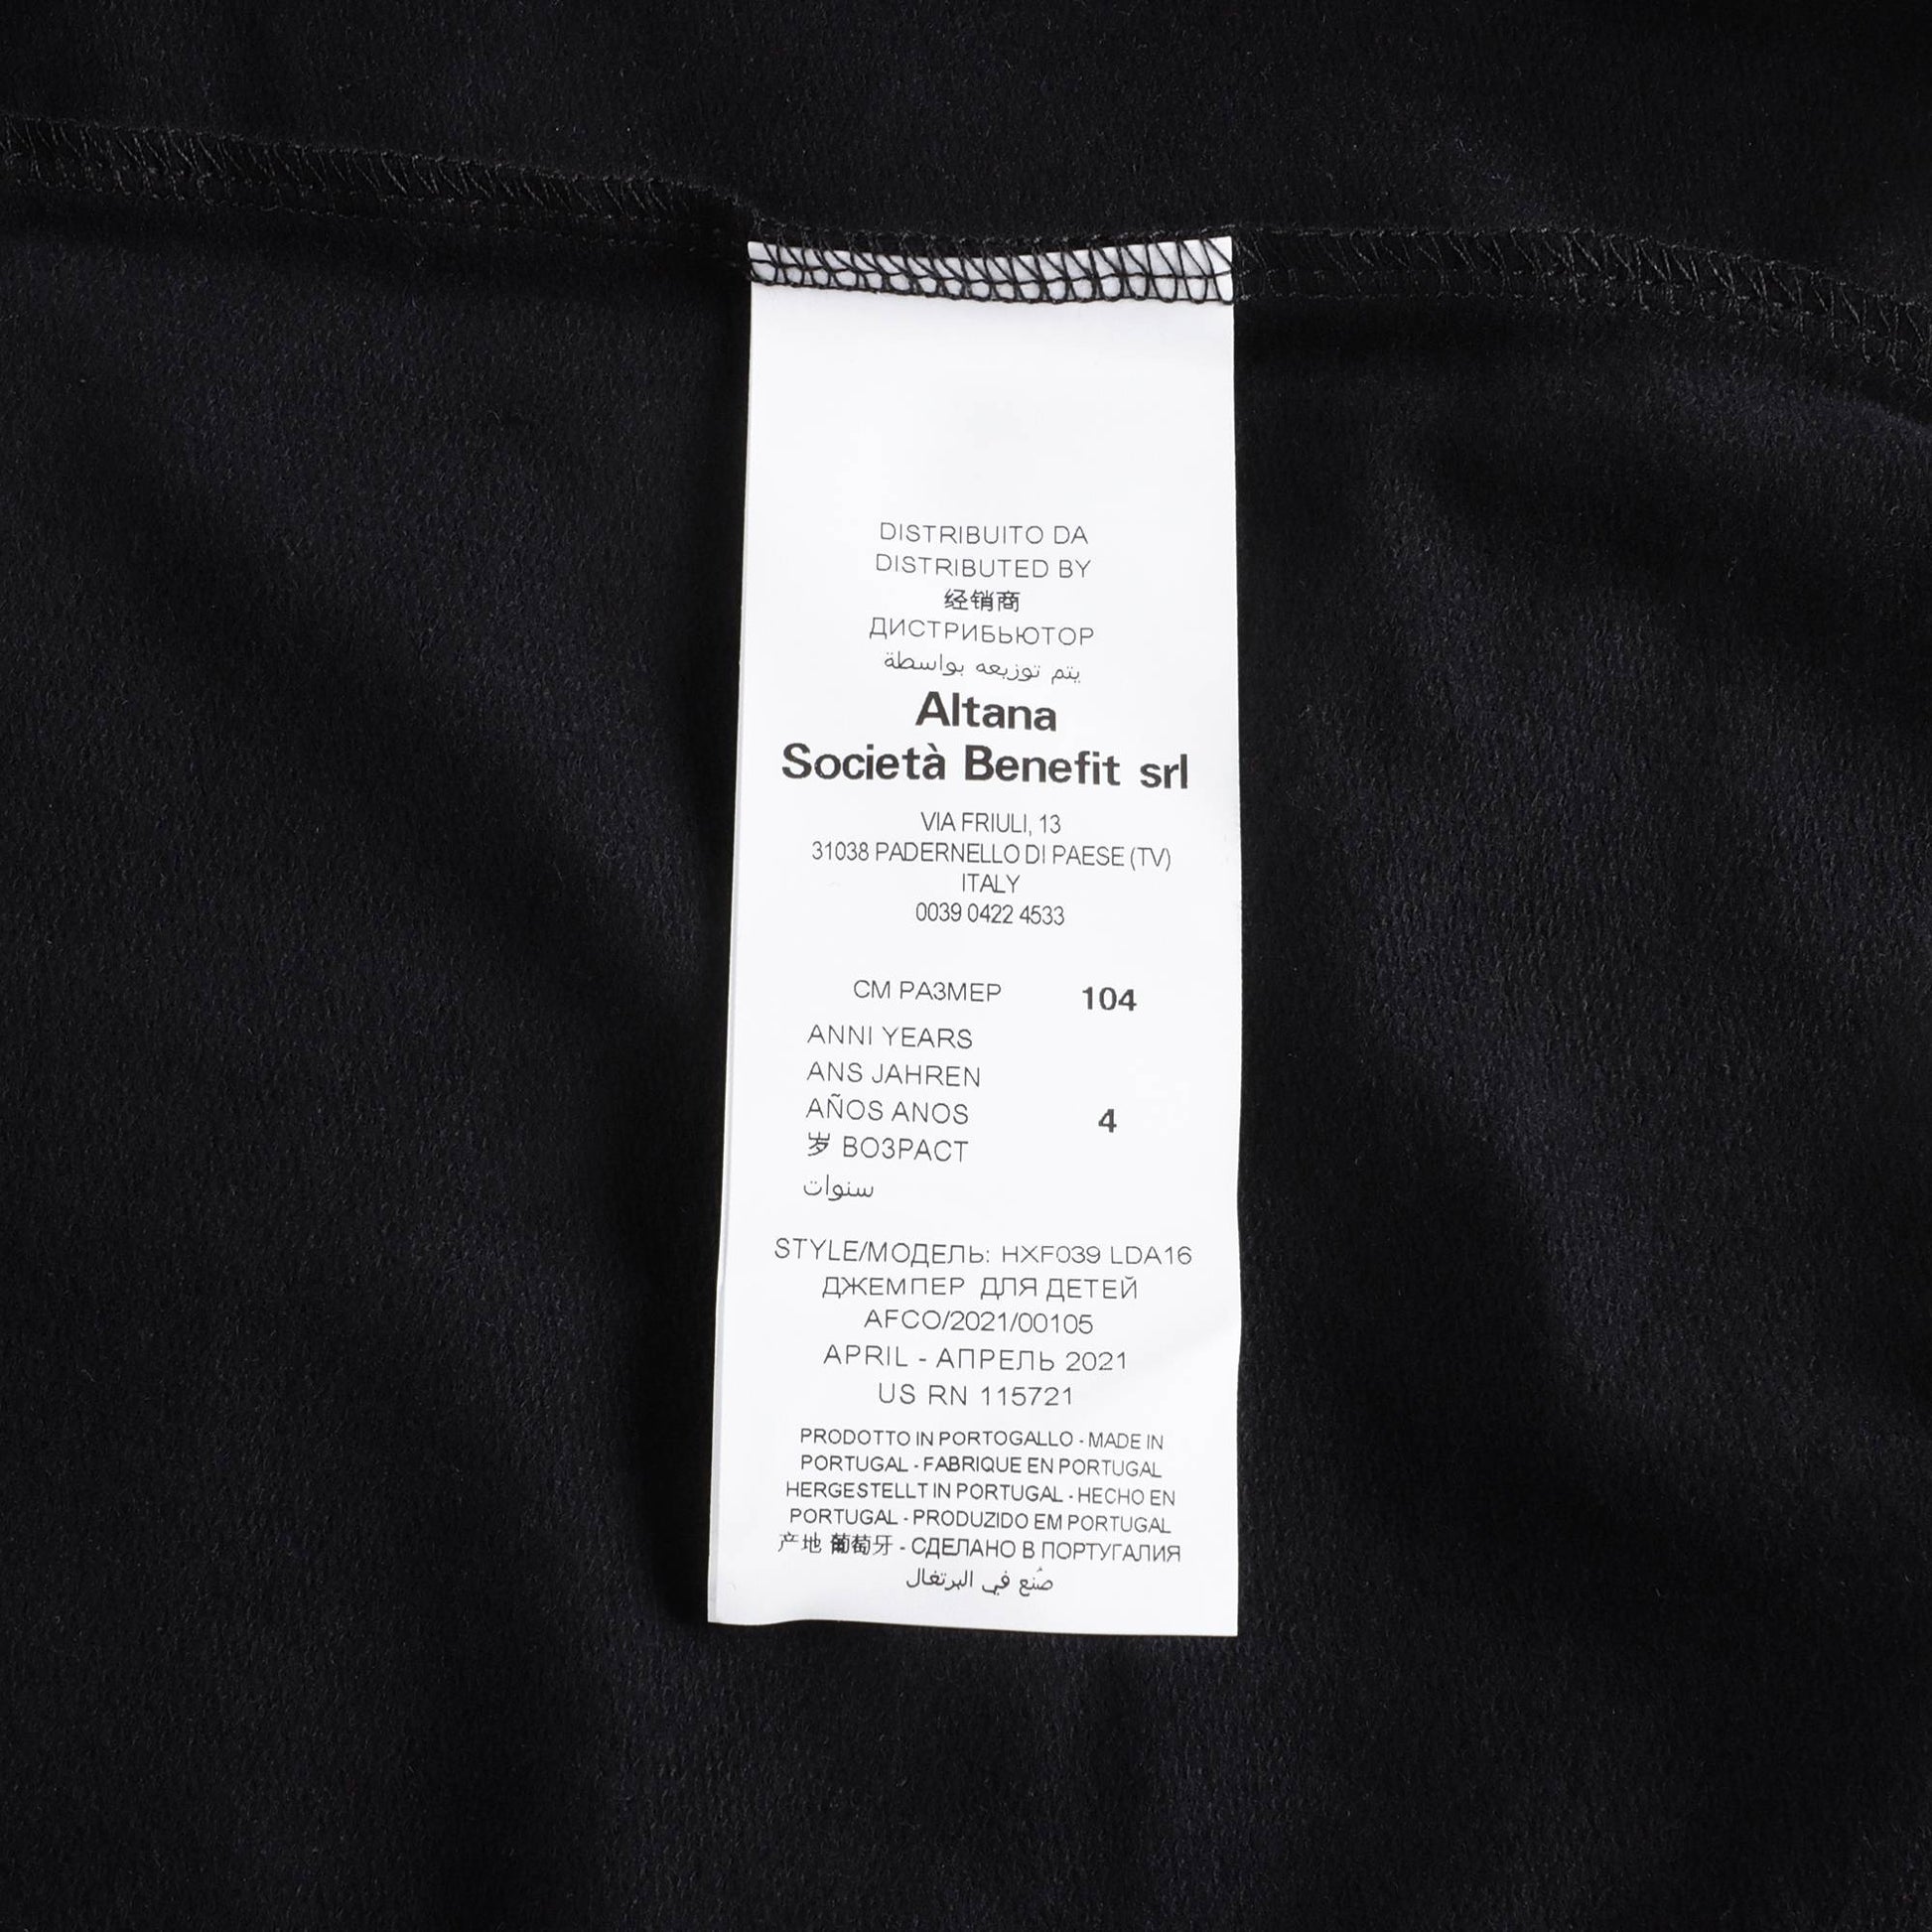 DISTRIBUITO DA
DISTRIBUTED BY
经销商
ДИСТРИБЬЮТОР
يتم توزيعه بواسطة
Altana
Società Benefit srl
VIA FRIULI, 13
31038 PADERNELLO DI PAESE (TV)
ITALY
0039 0422 4533
CM РАЗМЕР 104
ANNI YEARS
ANS JAHREN
AÑOS ANOS 4
岁 ВОЗРАСТ
سنوات
STYLE/МОДЕЛЬ: HXF039 LDA16
ДЖЕМПЕР ДЛЯ ДЕТЕЙ
AFCO/2021/00105
APRIL - АПРЕЛЬ 2021
US RN 115721
PRODOTTO IN PORTOGALLO - MADE IN
PORTUGAL - FABRIQUE EN PORTUGAL
HERGESTELLT IN PORTUGAL - HECHO EN
PORTUGAL - PRODUZIDO EM PORTUGAL
产地 葡萄牙 - СДЕЛАНО В ПОРТУГАЛИЯ
صُنع في البرتغال